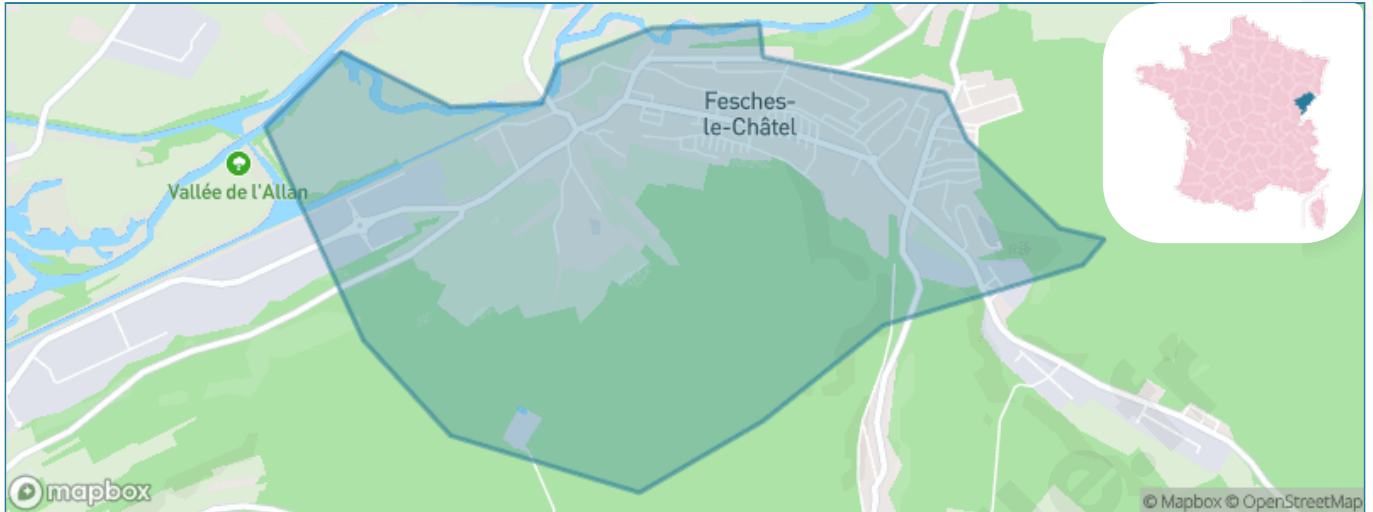 Fesches-
le-Châtel
Vallée de l'Allan
mapbox
© Mapbox © OpenStreetMap